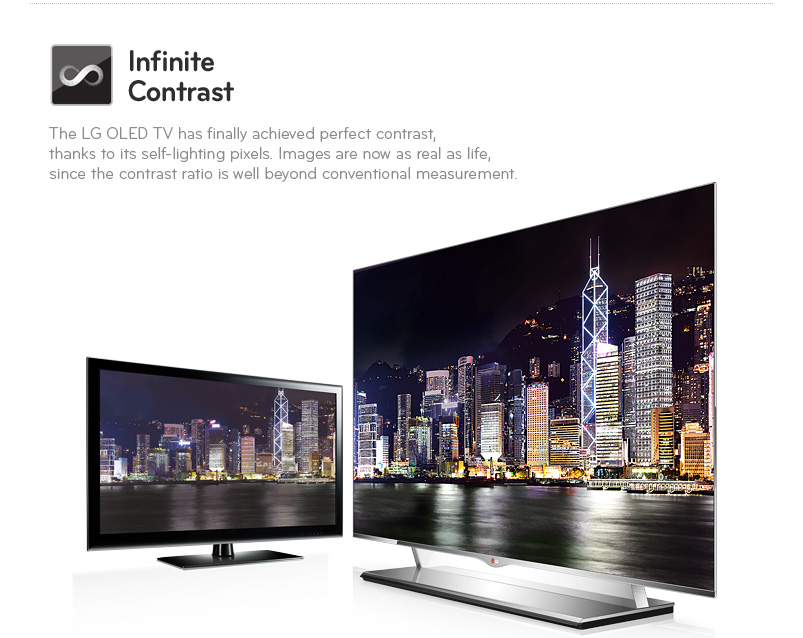 Infinite
Contrast
The LG OLED TV has finally achieved perfect contrast,
thanks to its self-lighting pixels. Images are now as real as life,
since the contrast ratio is well beyond conventional measurement.